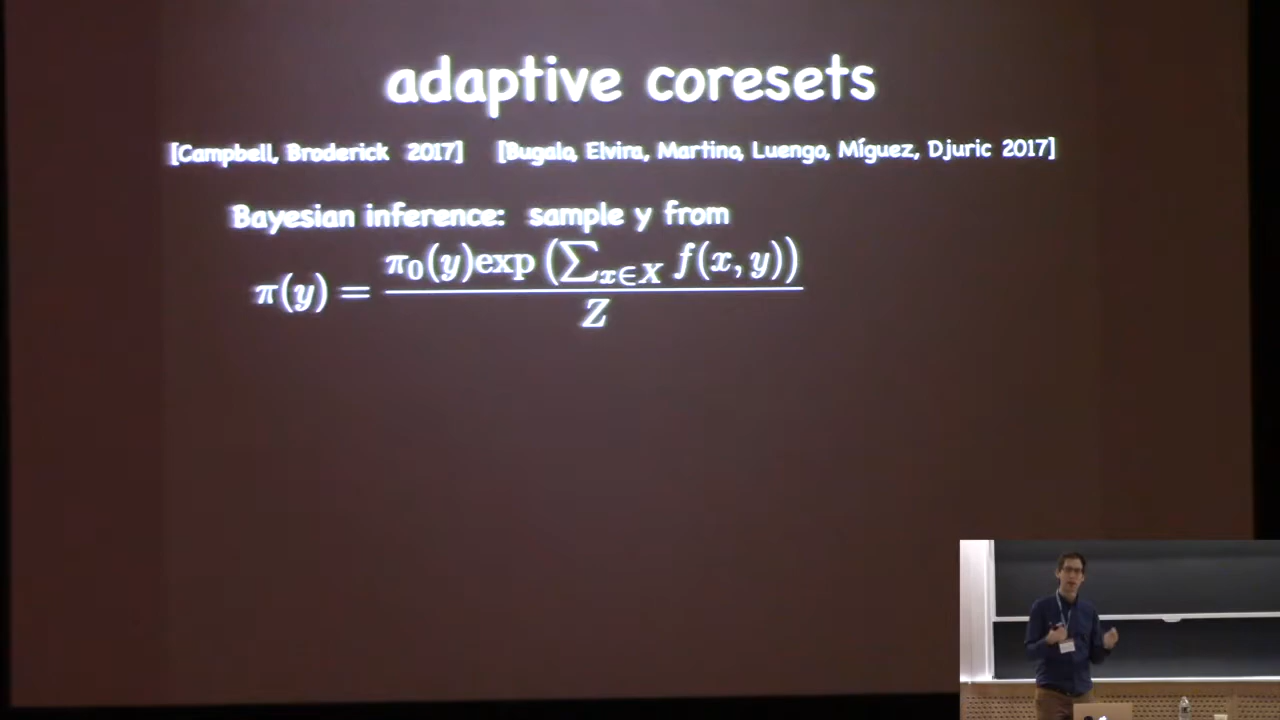 adaptive coresets
[Campbell, Broderick 2017] [Bugalo, Elvira, Martino, Luengo, Míguez, Djuric 2017]
Bayesian inference: sample y from
π(y) = π₀(y)exp (∑ₓ∈X f(x, y)) / Z